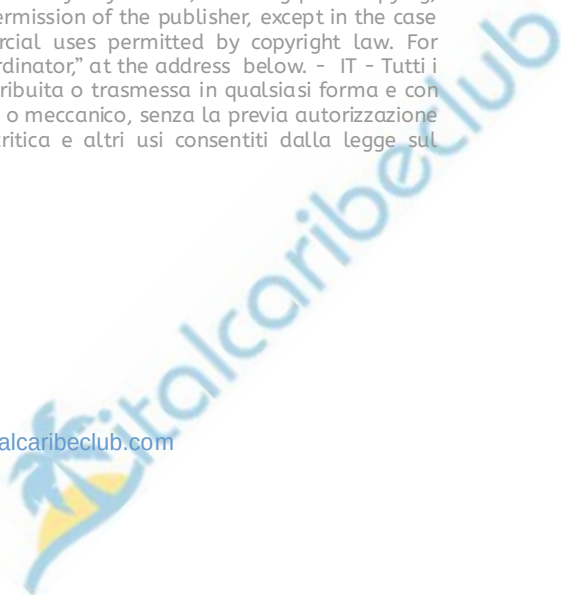 ermission of the publisher, except in the case
rcial uses permitted by copyright law. For
rdinator,” at the address below. - IT - Tutti i
ribuita o trasmessa in qualsiasi forma e con
o meccanico, senza la previa autorizzazione
critica e altri usi consentiti dalla legge sul
italcaribeclub
alcaribeclub.com